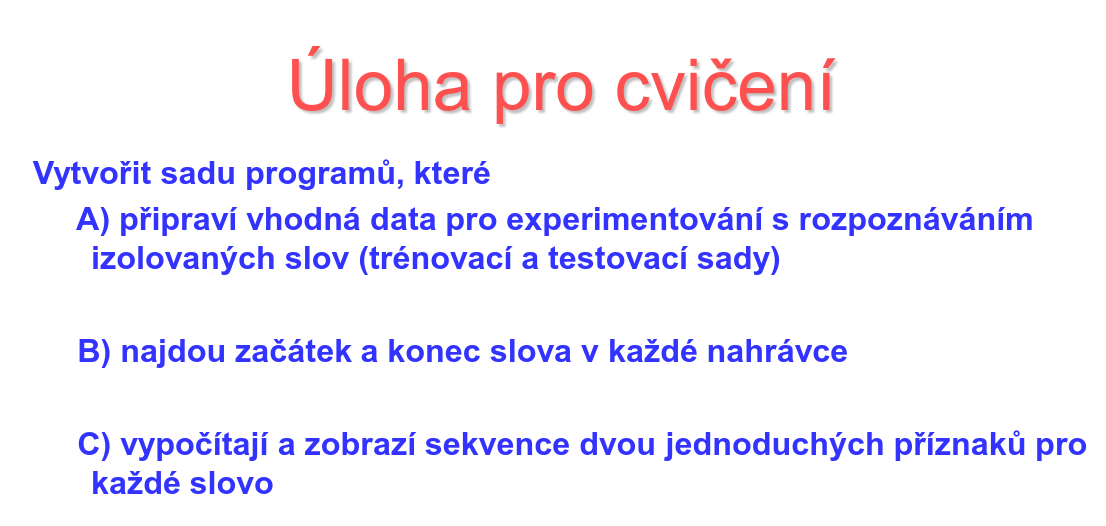 Úloha pro cvičení
Vytvořit sadu programů, které
A) připraví vhodná data pro experimentování s rozpoznáváním
izolovaných slov (trénovací a testovací sady)
B) najdou začátek a konec slova v každé nahrávce
C) vypočítají a zobrazí sekvence dvou jednoduchých příznaků pro
každé slovo